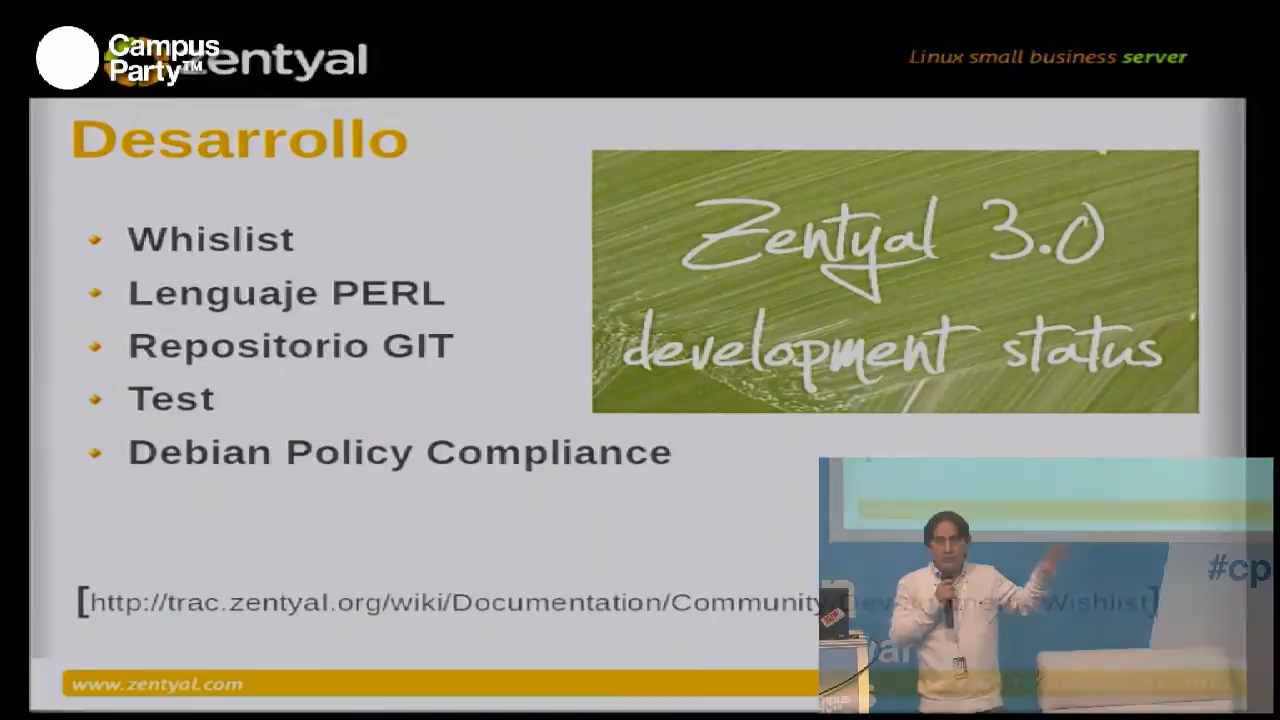 Campus
Party™
zentyal
Linux small business server
Desarrollo
Whislist
Lenguaje PERL
Repositorio GIT
Test
Debian Policy Compliance
Zentyal 3.0
development status
[http://trac.zentyal.org/wiki/Documentation/Community/Development/Wishlist]
#cp
www.zentyal.com